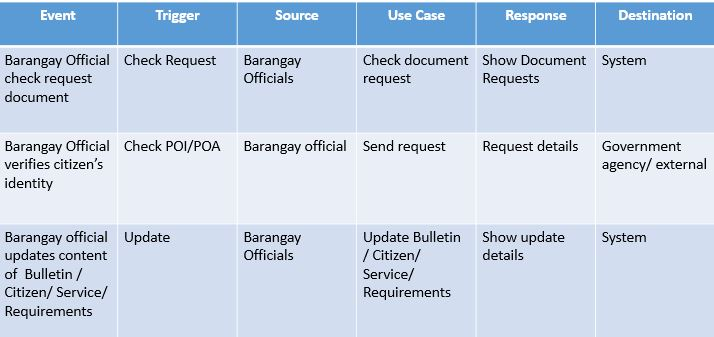 Event Trigger Source Use Case Response Destination
Barangay Official Check Request Barangay Check document Show Document System
check request Officials request Requests
document
Barangay Official Check POI/POA Barangay official Send request Request details Government
verifies citizen's agency/ external
identity
Barangay official Update Barangay Update Bulletin Show update System
updates content Officials / Citizen/ details
of Bulletin / Service/
Citizen/ Service/ Requirements
Requirements